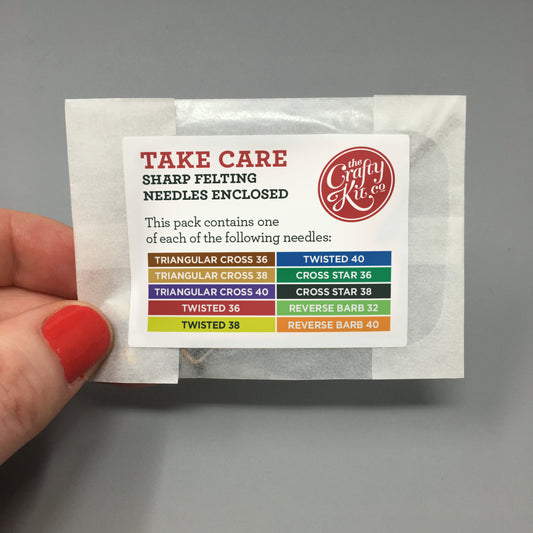 TAKE CARE
SHARP FELTING
NEEDLES ENCLOSED
the
Crafty
Kit co
This pack contains one
of each of the following needles:
TRIANGULAR CROSS 36
TRIANGULAR CROSS 38
TRIANGULAR CROSS 40
TWISTED 36
TWISTED 38
TWISTED 40
CROSS STAR 36
CROSS STAR 38
REVERSE BARB 32
REVERSE BARB 40